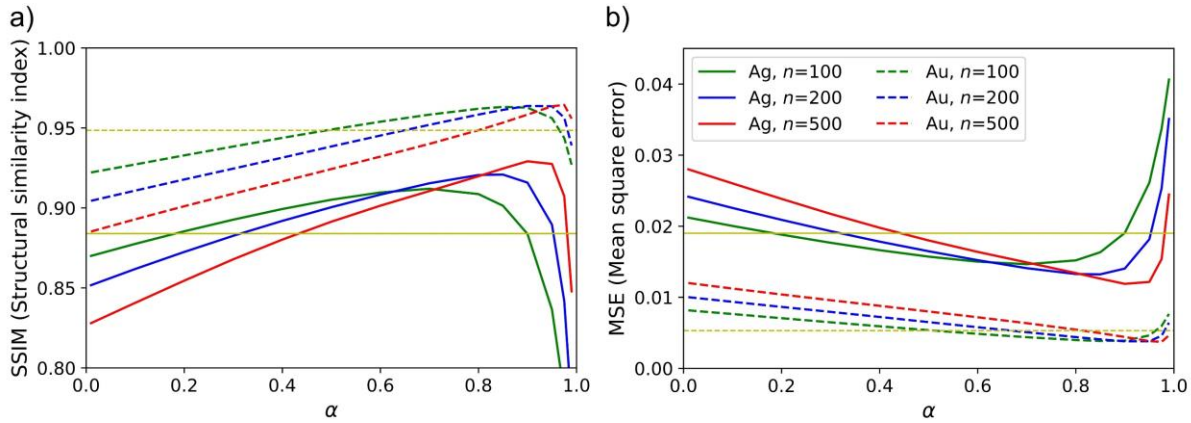 a)
SSIM (Structural similarity index)
1.00
0.95
0.90
0.85
0.80
0.0
0.2
0.4
0.6
0.8
1.0
α
b)
MSE (Mean square error)
0.04
0.03
0.02
0.01
0.00
Ag, n=100
Ag, n=200
Ag, n=500
Au, n=100
Au, n=200
Au, n=500
0.0
0.2
0.4
0.6
0.8
1.0
α